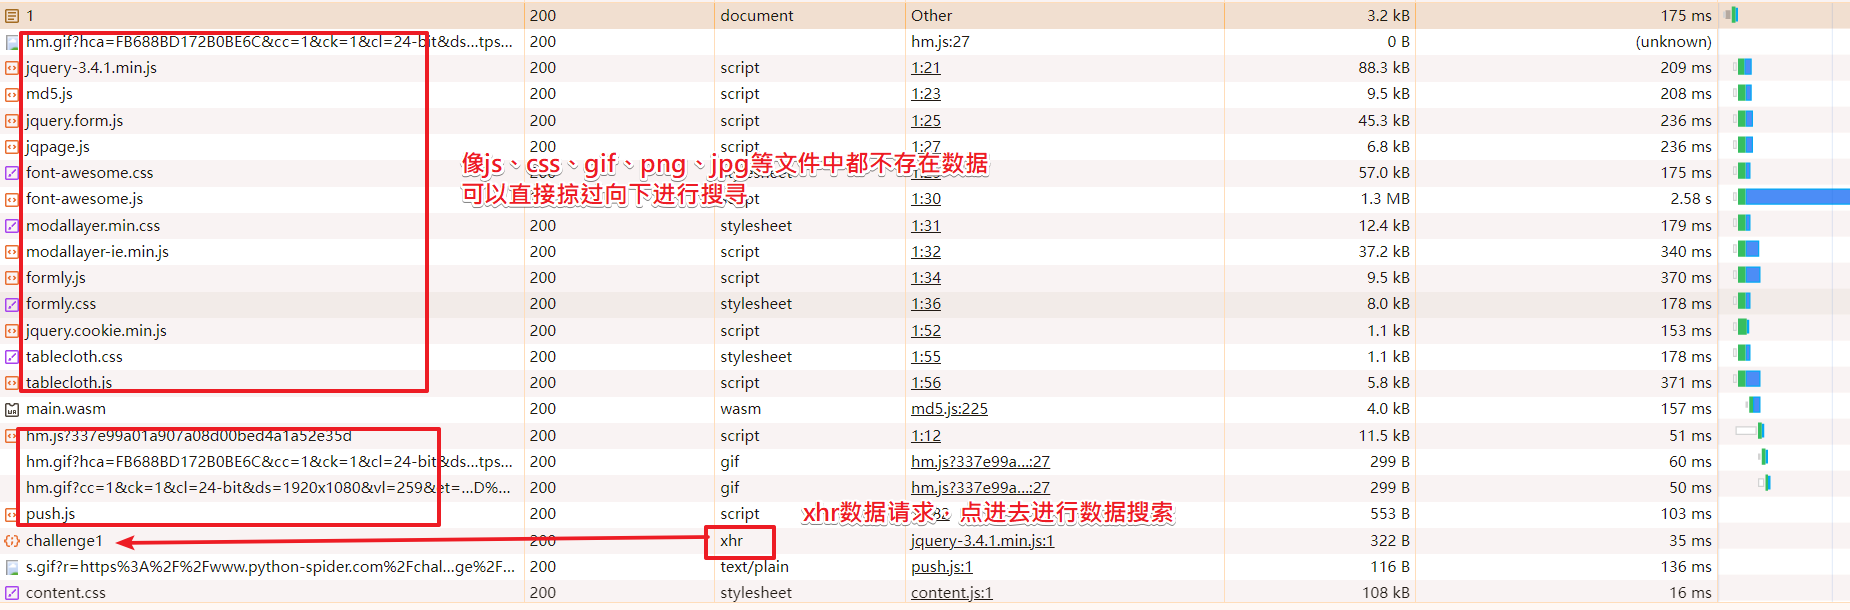 1 200 document Other 3.2 kB 175 ms
hm.gif?hca=FB688BD172B0BE6C&cc=1&ck=1&cl=24-bit&ds...tps... 200 hm.js:27 0 B (unknown)
jquery-3.4.1.min.js 200 script 1:21 88.3 kB 209 ms
md5.js 200 script 1:23 9.5 kB 208 ms
jquery.form.js 200 script 1:25 45.3 kB 236 ms
jqpage.js 200 script 1:27 6.8 kB 236 ms
像js、css、gif、png、jpg等文件中都不存在数据
font-awesome.css 200 stylesheet 57.0 kB 175 ms
可以直接掠过向下进行搜寻
font-awesome.js 200 script 1:30 1.3 MB 2.58 s
modallayer.min.css 200 stylesheet 1:31 12.4 kB 179 ms
modallayer-ie.min.js 200 script 1:32 37.2 kB 340 ms
formly.js 200 script 1:34 9.5 kB 370 ms
formly.css 200 stylesheet 1:36 8.0 kB 178 ms
jquery.cookie.min.js 200 script 1:52 1.1 kB 153 ms
tablecloth.css 200 stylesheet 1:55 1.1 kB 178 ms
tablecloth.js 200 script 1:56 5.8 kB 371 ms
main.wasm 200 wasm md5.js:225 4.0 kB 157 ms
hm.js?337e99a01a907a08d00bed4a1a52e35d 200 script 1:12 11.5 kB 51 ms
hm.gif?hca=FB688BD172B0BE6C&cc=1&ck=1&cl=24-bit&ds...tps... 200 gif hm.js?337e99a...:27 299 B 60 ms
hm.gif?cc=1&ck=1&cl=24-bit&ds=1920x1080&vl=259&et=...D%... 200 gif hm.js?337e99a...:27 299 B 50 ms
push.js 200 script 553 B 103 ms
xhr数据请求，点进去进行数据搜索
challenge1 200 xhr jquery-3.4.1.min.js:1 322 B 35 ms
s.gif?r=https%3A%2F%2Fwww.python-spider.com%2Fchal...ge%2F... 200 text/plain push.js:1 116 B 136 ms
content.css 200 stylesheet content.js:1 108 kB 16 ms